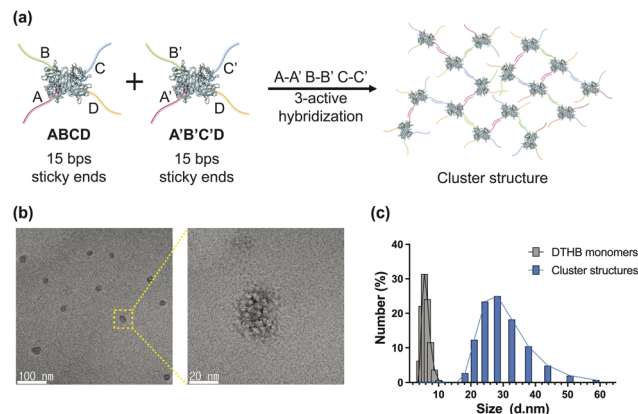 (a)
B
C
A
D
ABCD
15 bps
sticky ends
+
B'
C'
A'
D
A'B'C'D
15 bps
sticky ends
A-A' B-B' C-C'
3-active
hybridization
Cluster structure
(b)
100 nm
20 nm
(c)
DTHB monomers
Cluster structures
Number (%)
40
30
20
10
0
0 10 20 30 40 50 60
Size (d.nm)